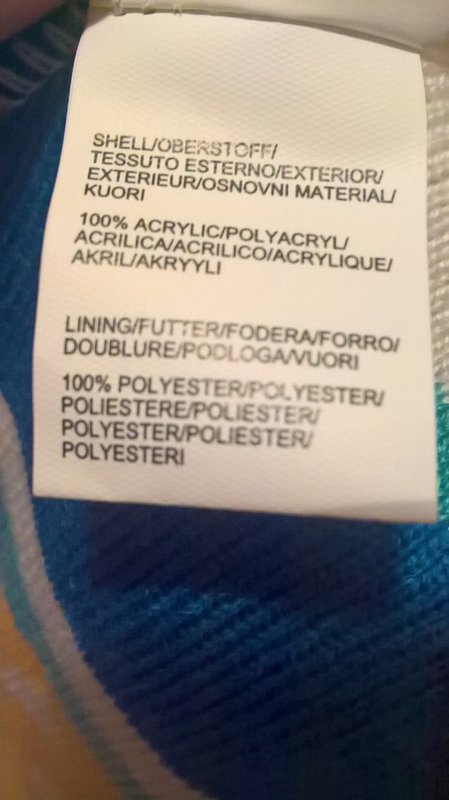 SHELL/OBERSTOFF/
TESSUTO ESTERNO/EXTERIOR/
EXTERIEUR/OSNOVNI MATERIAL/
KUORI
100% ACRYLIC/POLYACRYL/
ACRILICA/ACRILICO/ACRYLIQUE/
AKRIL/AKRYYLI
LINING/FUTTER/FODERA/FORRO/
DOUBLURE/PODLOGA/VUORI
100% POLYESTER/POLYESTER/
POLIESTERE/POLIESTER/
POLYESTER/POLIESTER/
POLYESTERI